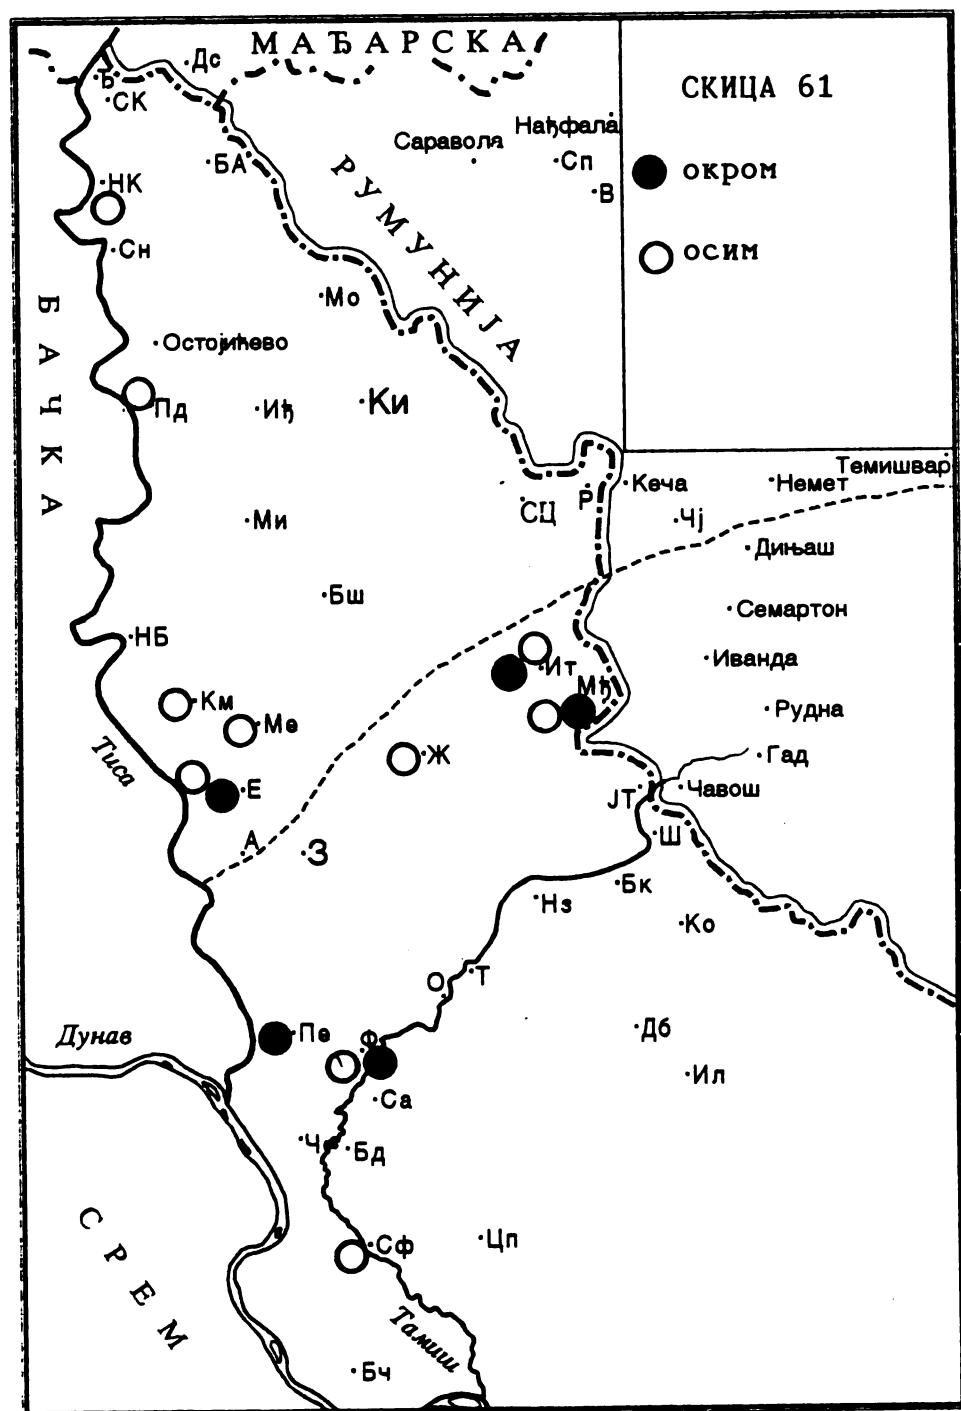 МАЂАРСКА
Ђ
Дс
СК
СКИЦА 61
Нађфала
Саравола
БА
Сп
окром
НК
В
РУМУНИЈА
Сн
осим
Мо
БАЧКА
Остојићево
Пд
Иђ
Ки
Темишвар
Кеча
Немет
Р
СЦ
Чј
Ми
Дињаш
Бш
Семартон
НБ
Ит
Иванда
Мђ
Км
Рудна
Ме
Тиса
Ж
Гад
Е
ЈТ
Чавош
А
З
Ш
Бк
Нз
Ко
Т
О
Дунав
Пе
Ф
Дб
Ил
Са
Бд
СРЕМ
Сф
Цп
Тамиш
Бч